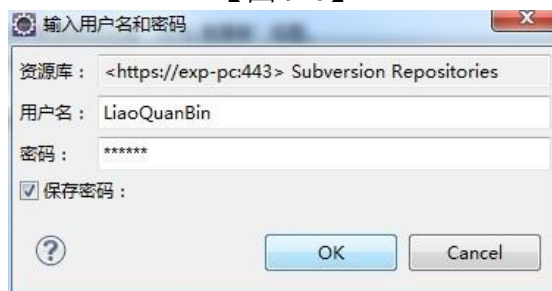 输入用户名和密码
资源库： <https://exp-pc:443> Subversion Repositories
用户名： LiaoQuanBin
密码： ******
保存密码：
OK Cancel